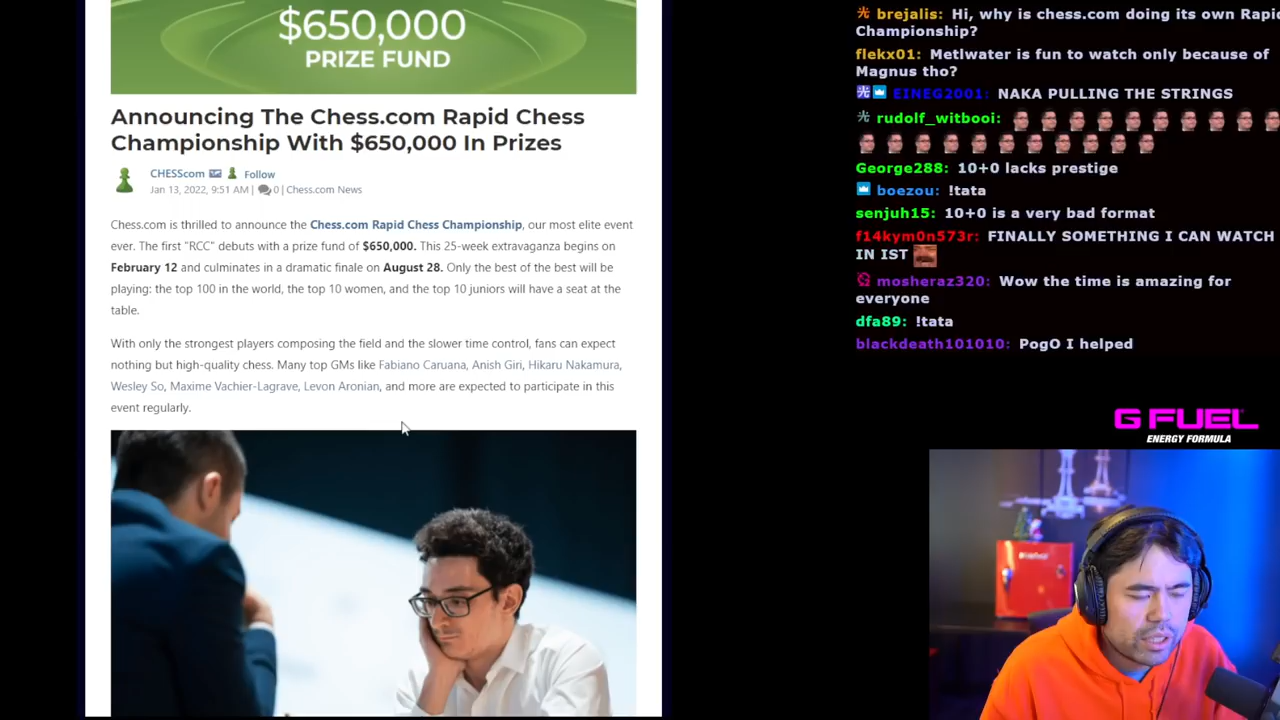 $650,000
PRIZE FUND
Announcing The Chess.com Rapid Chess
Championship With $650,000 In Prizes
CHESScom Follow
Jan 13, 2022, 9:51 AM | 0 | Chess.com News
Chess.com is thrilled to announce the Chess.com Rapid Chess Championship, our most elite event
ever. The first "RCC" debuts with a prize fund of $650,000. This 25-week extravaganza begins on
February 12 and culminates in a dramatic finale on August 28. Only the best of the best will be
playing: the top 100 in the world, the top 10 women, and the top 10 juniors will have a seat at the
table.
With only the strongest players composing the field and the slower time control, fans can expect
nothing but high-quality chess. Many top GMs like Fabiano Caruana, Anish Giri, Hikaru Nakamura,
Wesley So, Maxime Vachier-Lagrave, Levon Aronian, and more are expected to participate in this
event regularly.
brejalis: Hi, why is chess.com doing its own Rapi
Championship?
flekx01: Metlwater is fun to watch only because of
Magnus tho?
EINEG2001: NAKA PULLING THE STRINGS
rudolf_witbooi:
George288: 10+0 lacks prestige
boezou: !tata
senjuh15: 10+0 is a very bad format
f14kym0n573r: FINALLY SOMETHING I CAN WATCH
IN IST
mosheraz320: Wow the time is amazing for
everyone
dfa89: !tata
blackdeath101010: PogO I helped
G FUEL
ENERGY FORMULA